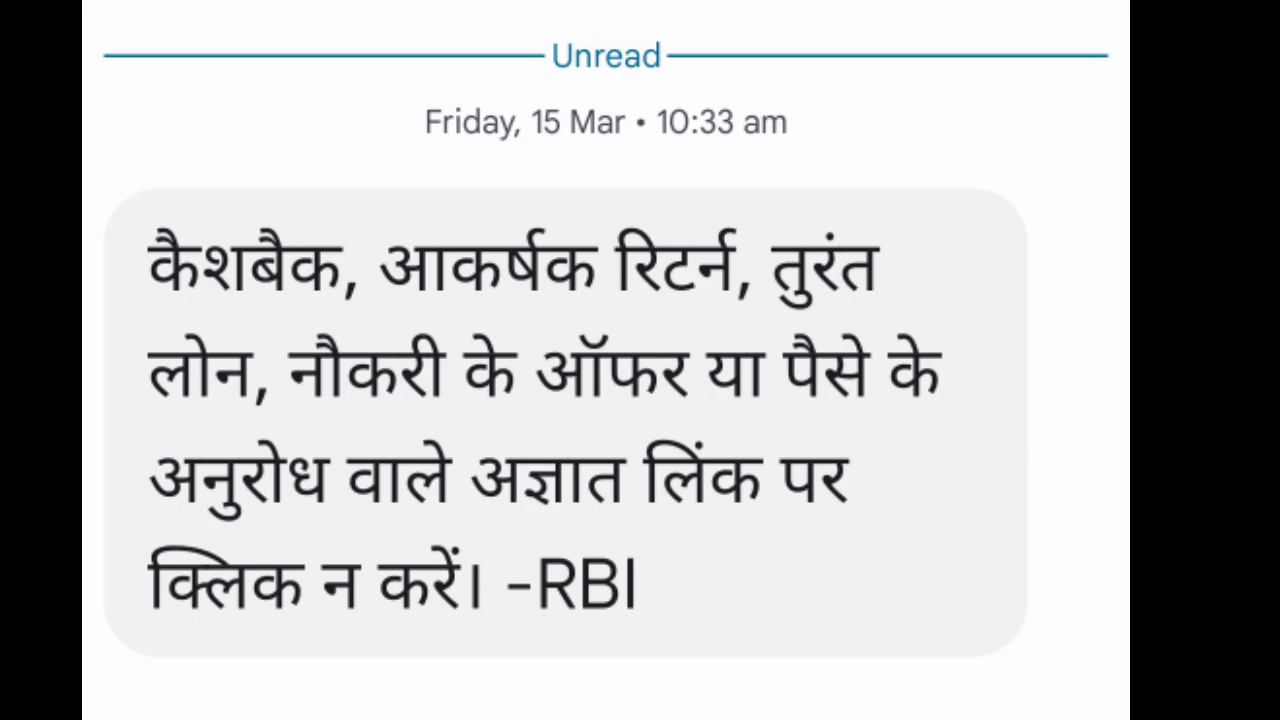 Unread
Friday, 15 Mar • 10:33 am
कैशबैक, आकर्षक रिटर्न, तुरंत
लोन, नौकरी के ऑफर या पैसे के
अनुरोध वाले अज्ञात लिंक पर
क्लिक न करें। -RBI